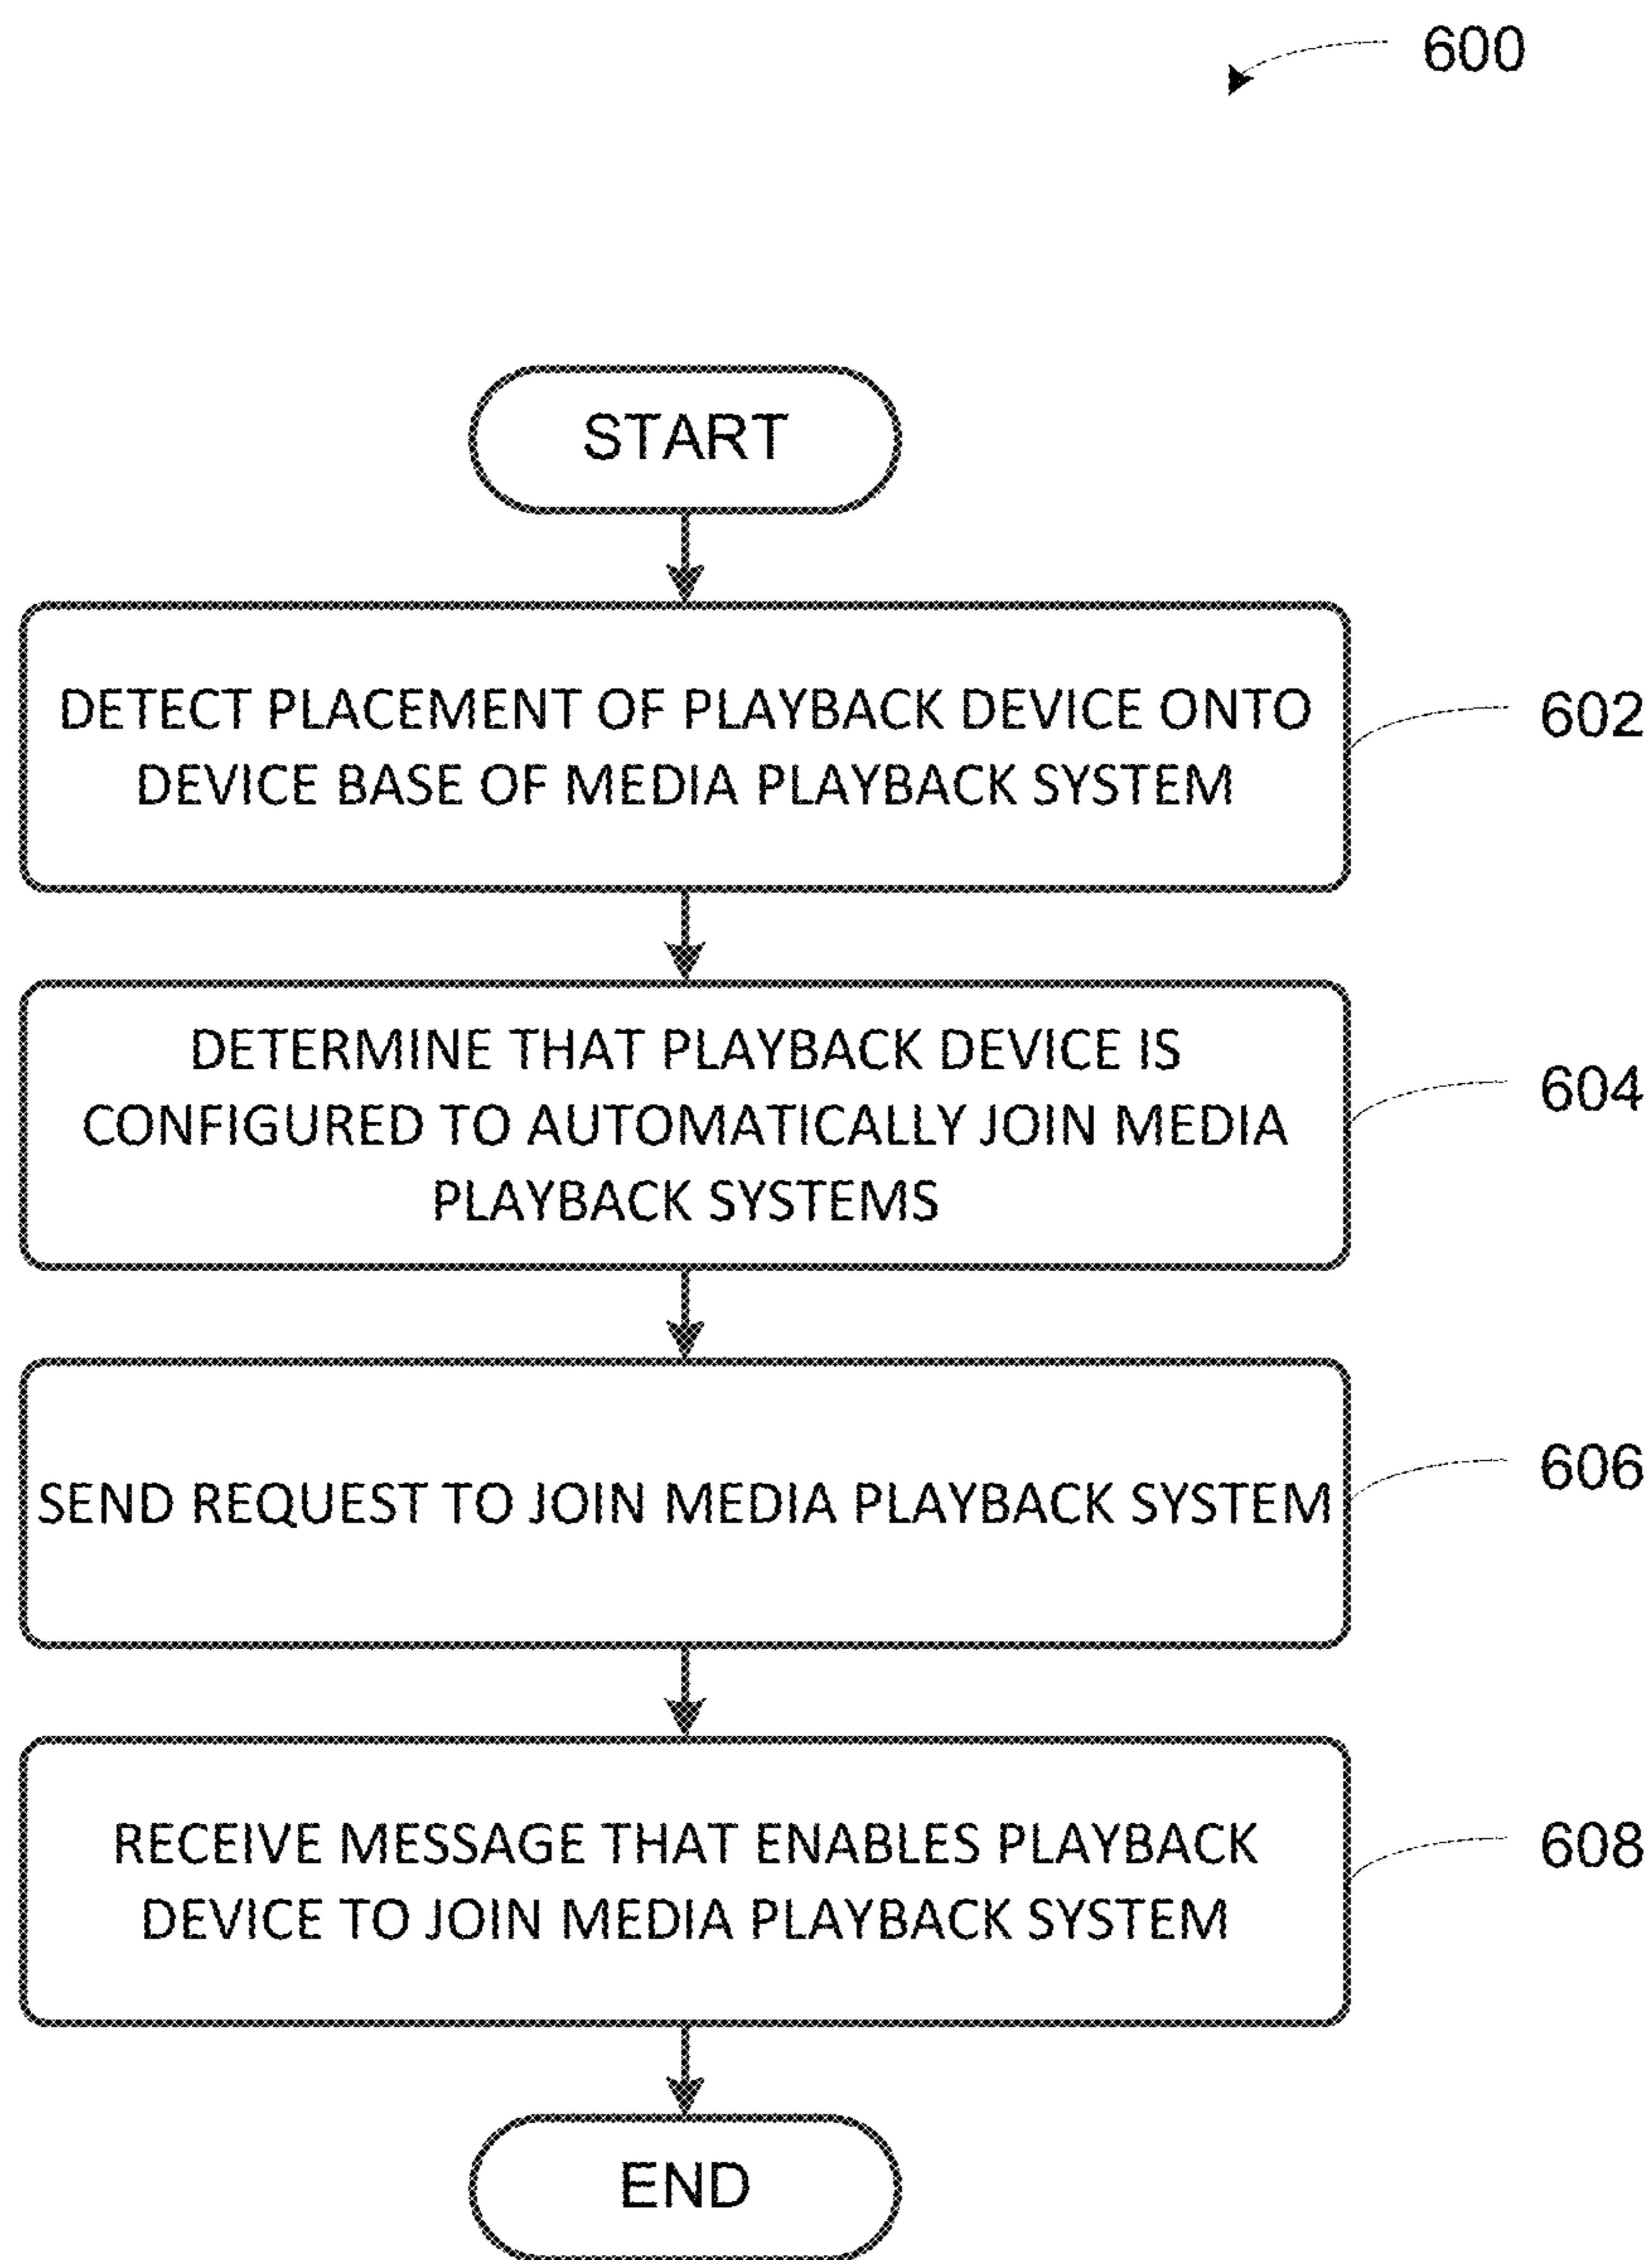 600
START
DETECT PLACEMENT OF PLAYBACK DEVICE ONTO
DEVICE BASE OF MEDIA PLAYBACK SYSTEM
602
DETERMINE THAT PLAYBACK DEVICE IS
CONFIGURED TO AUTOMATICALLY JOIN MEDIA
PLAYBACK SYSTEMS
604
SEND REQUEST TO JOIN MEDIA PLAYBACK SYSTEM
606
RECEIVE MESSAGE THAT ENABLES PLAYBACK
DEVICE TO JOIN MEDIA PLAYBACK SYSTEM
608
END